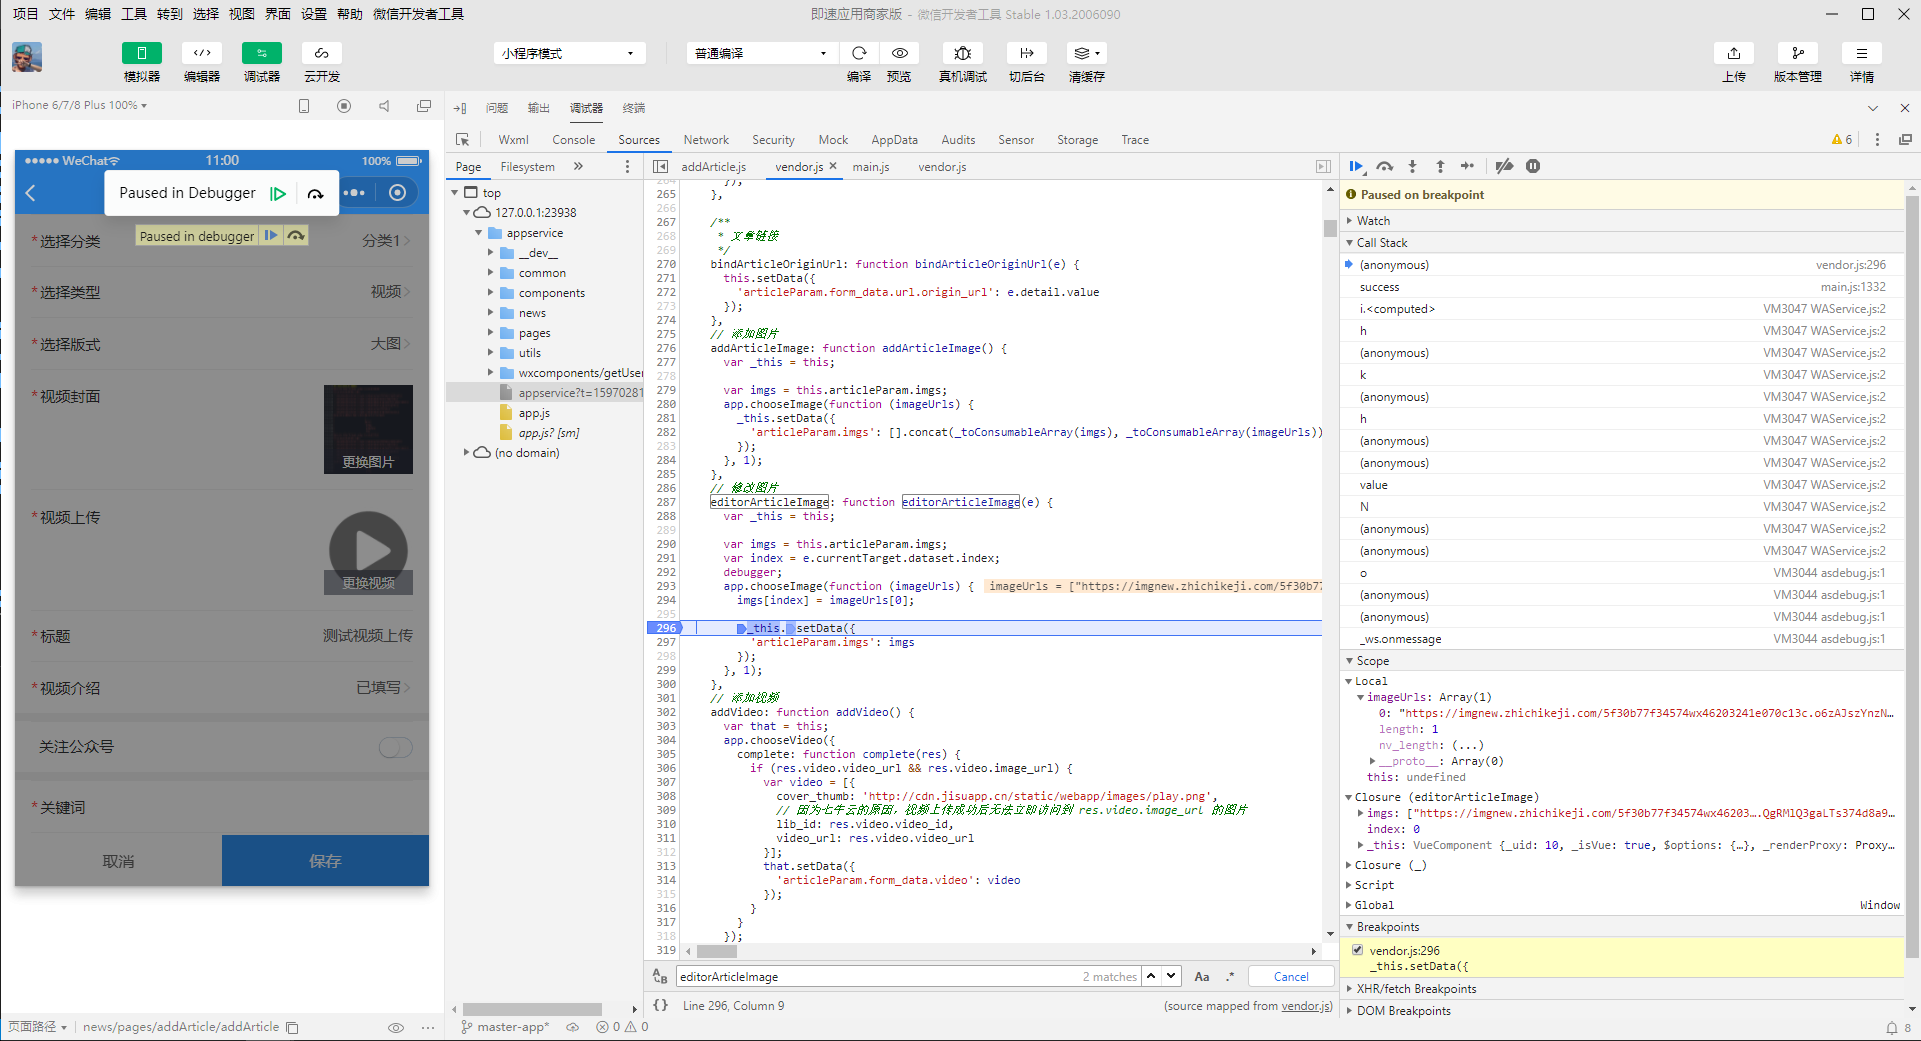 项目 文件 编辑 工具 转到 选择 视图 界面 设置 帮助 微信开发者工具
即速应用商家版 - 微信开发者工具 Stable 1.03.2006090
模拟器 编辑器 调试器 云开发
小程序模式
普通编译
编译 预览 真机调试 切后台 清缓存
上传 版本管理 详情
iPhone 6/7/8 Plus 100%
WeChat
11:00
100%
Paused in Debugger
Paused in debugger
*选择分类 分类1
*选择类型 视频
*选择版式 大图
*视频封面
更换图片
*视频上传
更换视频
*标题 测试视频上传
*视频介绍 已填写
关注公众号
*关键词
取消 保存
页面路径 news/pages/addArticle/addArticle
问题 输出 调试器 终端
Wxml Console Sources Network Security Mock AppData Audits Sensor Storage Trace
6
Page Filesystem »
top
127.0.0.1:23938
appservice
__dev__
common
components
news
pages
utils
wxcomponents/getUser
appservice?t=15970281
app.js
app.js? [sm]
(no domain)
master-app* 0 0
addArticle.js vendor.js × main.js vendor.js
264 });
265 },
266
267 /**
268 * 文章链接
269 */
270 bindArticleOriginUrl: function bindArticleOriginUrl(e) {
271 this.setData({
272 'articleParam.form_data.url.origin_url': e.detail.value
273 });
274 },
275 // 添加图片
276 addArticleImage: function addArticleImage() {
277 var _this = this;
278
279 var imgs = this.articleParam.imgs;
280 app.chooseImage(function (imageUrls) {
281 _this.setData({
282 'articleParam.imgs': [].concat(_toConsumableArray(imgs), _toConsumableArray(imageUrls))
283 });
284 }, 1);
285 },
286 // 修改图片
287 editorArticleImage: function editorArticleImage(e) {
288 var _this = this;
289
290 var imgs = this.articleParam.imgs;
291 var index = e.currentTarget.dataset.index;
292 debugger;
293 app.chooseImage(function (imageUrls) { imageUrls = ["https://imgnew.zhichikeji.com/5f30b77
294 imgs[index] = imageUrls[0];
295
296 _this.setData({
297 'articleParam.imgs': imgs
298 });
299 }, 1);
300 },
301 // 添加视频
302 addVideo: function addVideo() {
303 var that = this;
304 app.chooseVideo({
305 complete: function complete(res) {
306 if (res.video.video_url && res.video.image_url) {
307 var video = [{
308 cover_thumb: 'http://cdn.jisuapp.cn/static/webapp/images/play.png',
309 // 因为七牛云的原因，视频上传成功后无法立即访问到 res.video.image_url 的图片
310 lib_id: res.video.video_id,
311 video_url: res.video.video_url
312 }];
313 that.setData({
314 'articleParam.form_data.video': video
315 });
316 }
317 }
318 });
319
editorArticleImage 2 matches Aa .* Cancel
{} Line 296, Column 9 (source mapped from vendor.js)
Paused on breakpoint
Watch
Call Stack
(anonymous) vendor.js:296
success main.js:1332
i.<computed> VM3047 WAService.js:2
h VM3047 WAService.js:2
(anonymous) VM3047 WAService.js:2
k VM3047 WAService.js:2
(anonymous) VM3047 WAService.js:2
h VM3047 WAService.js:2
(anonymous) VM3047 WAService.js:2
(anonymous) VM3047 WAService.js:2
value VM3047 WAService.js:2
N VM3047 WAService.js:2
(anonymous) VM3047 WAService.js:2
(anonymous) VM3047 WAService.js:2
o VM3044 asdebug.js:1
(anonymous) VM3044 asdebug.js:1
(anonymous) VM3044 asdebug.js:1
_ws.onmessage VM3044 asdebug.js:1
Scope
Local
imageUrls: Array(1)
0: "https://imgnew.zhichikeji.com/5f30b77f34574wx46203241e070c13c.o6zAJszYnzN…
length: 1
nv_length: (...)
__proto__: Array(0)
this: undefined
Closure (editorArticleImage)
imgs: ["https://imgnew.zhichikeji.com/5f30b77f34574wx46203….QgRMlQ3gaLTs374d8a9…
index: 0
_this: VueComponent {_uid: 10, _isVue: true, $options: {…}, _renderProxy: Proxy…
Closure (_)
Script
Global Window
Breakpoints
vendor.js:296
_this.setData({
XHR/fetch Breakpoints
DOM Breakpoints
8